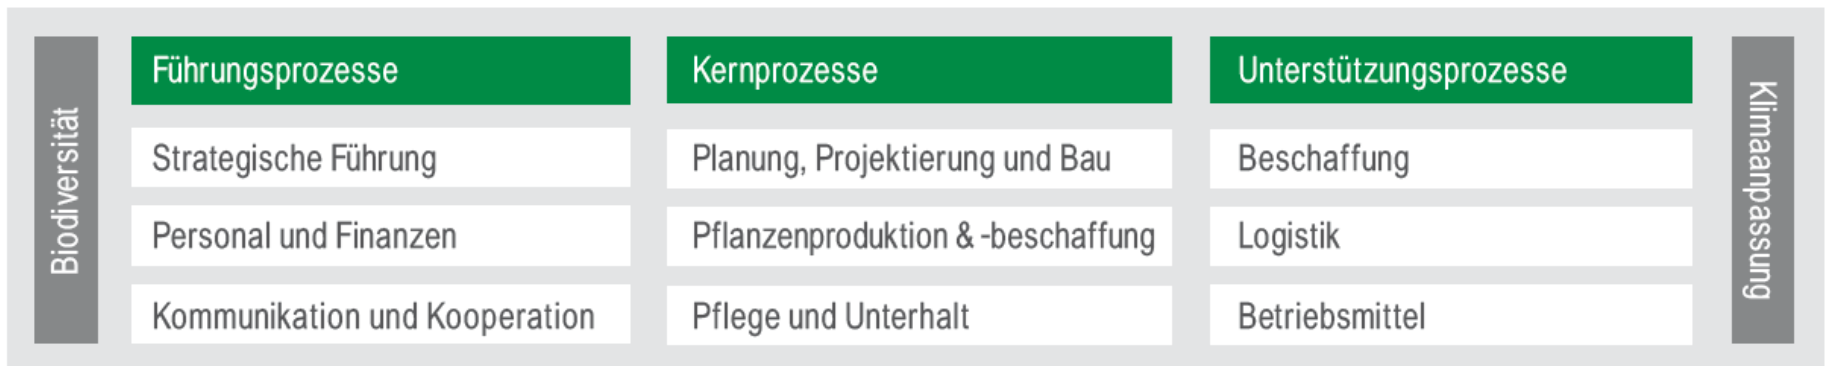 Biodiversität
Führungsprozesse
Strategische Führung
Personal und Finanzen
Kommunikation und Kooperation
Kernprozesse
Planung, Projektierung und Bau
Pflanzenproduktion & -beschaffung
Pflege und Unterhalt
Unterstützungsprozesse
Beschaffung
Logistik
Betriebsmittel
Klimaanpassung